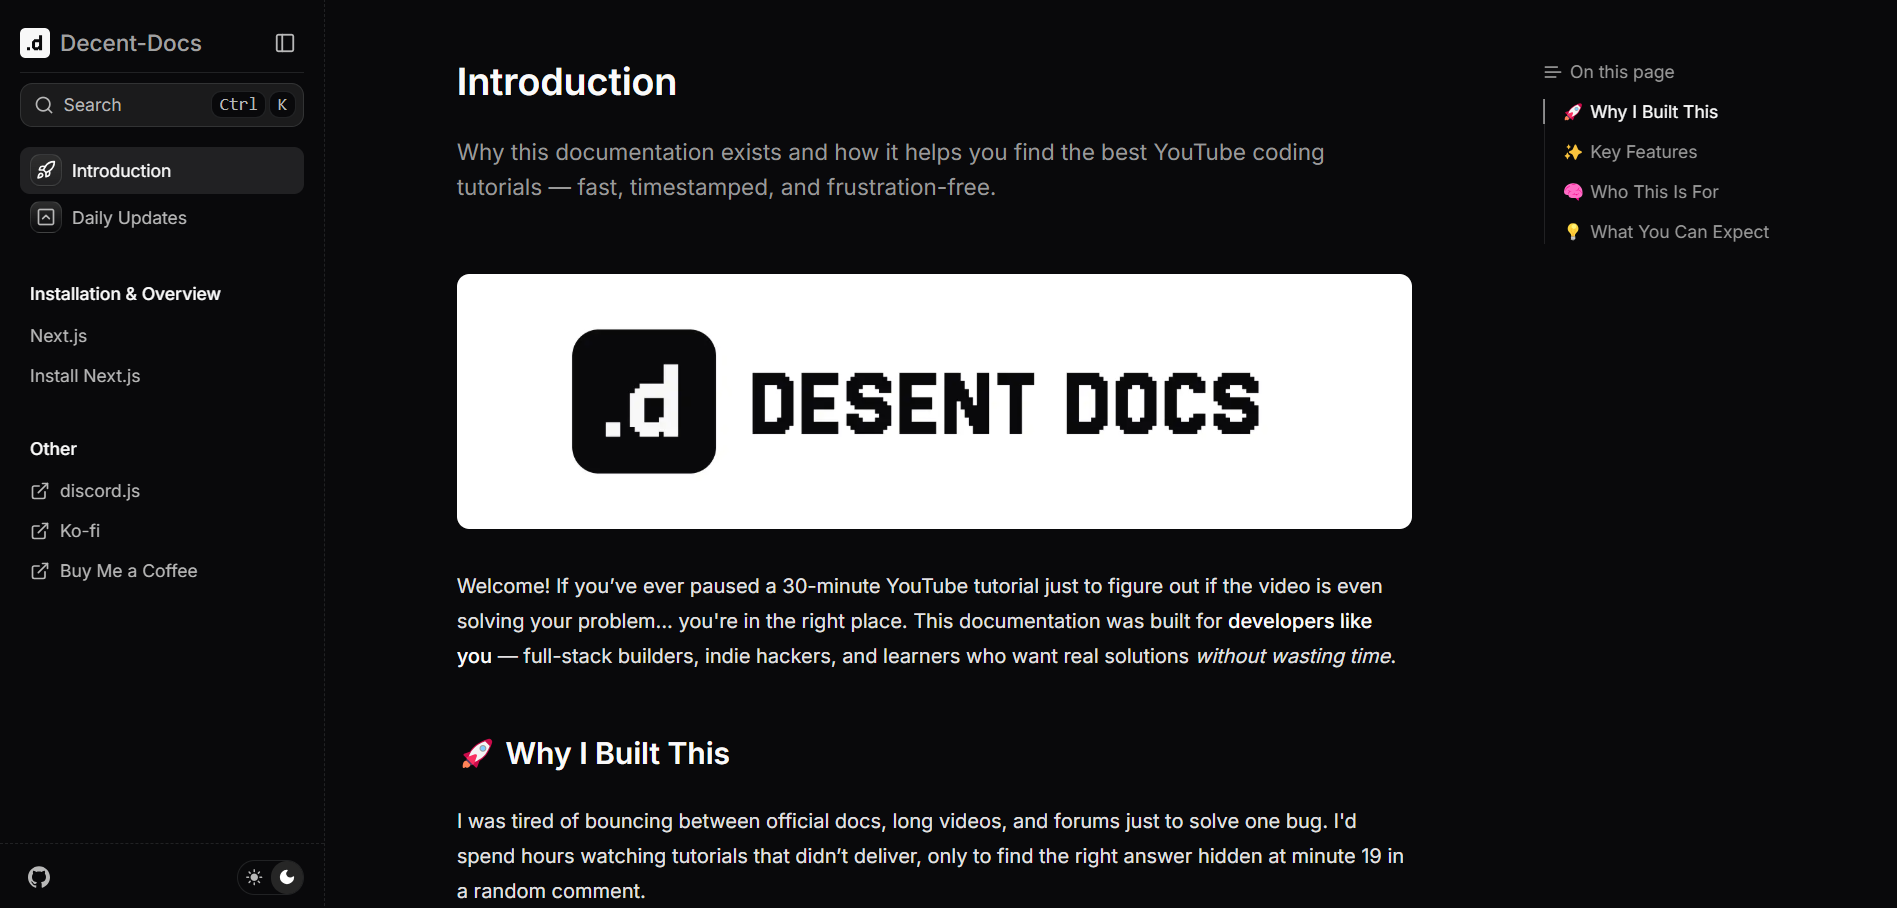 .d Decent-Docs
Search Ctrl K
Introduction
Daily Updates
Installation & Overview
Next.js
Install Next.js
Other
discord.js
Ko-fi
Buy Me a Coffee
Introduction
Why this documentation exists and how it helps you find the best YouTube coding
tutorials — fast, timestamped, and frustration-free.
.d DESENT DOCS
Welcome! If you’ve ever paused a 30-minute YouTube tutorial just to figure out if the video is even
solving your problem... you're in the right place. This documentation was built for developers like
you — full-stack builders, indie hackers, and learners who want real solutions without wasting time.
🚀 Why I Built This
I was tired of bouncing between official docs, long videos, and forums just to solve one bug. I'd
spend hours watching tutorials that didn’t deliver, only to find the right answer hidden at minute 19 in
a random comment.
On this page
🚀 Why I Built This
✨ Key Features
🧠 Who This Is For
💡 What You Can Expect